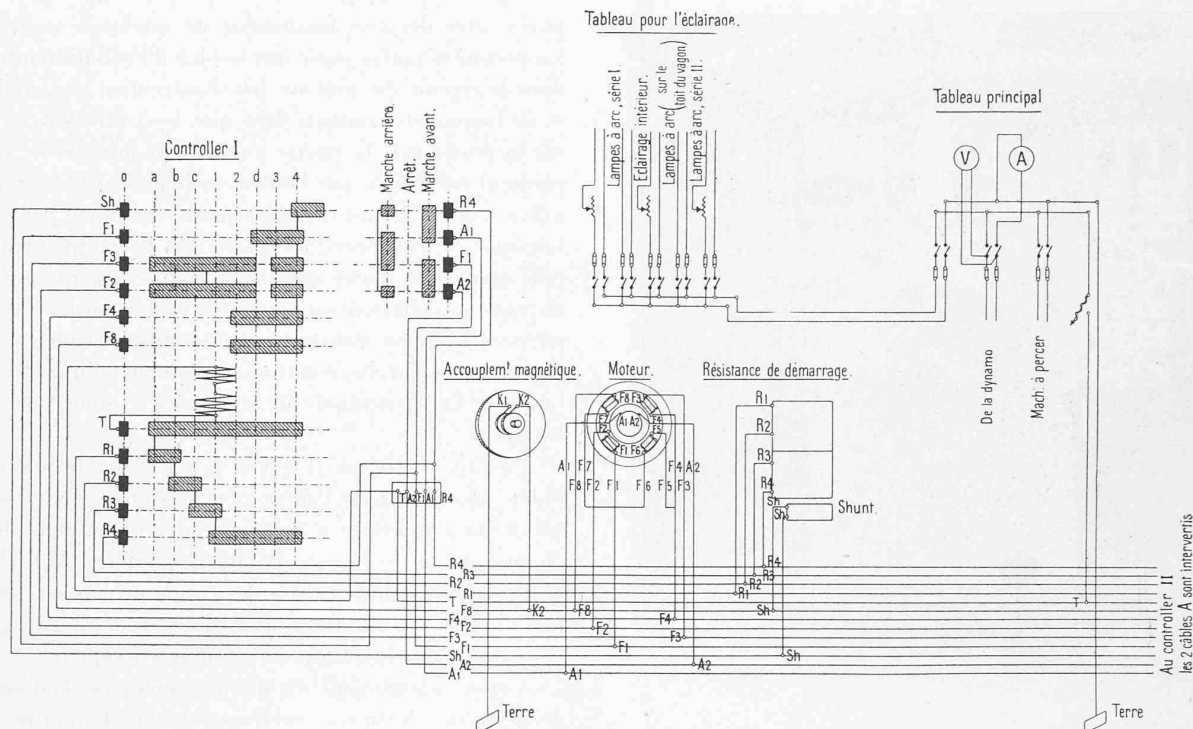 Tableau pour l'éclairage.
Lampes à arc, série I.
Eclairage intérieur.
Lampes à arc (sur le toit du vagon)
Lampes à arc, série II.
Tableau principal
V
A
De la dynamo
Mach. à percer
Controller I
o a b c 1 2 d 3 4
Marche arrière.
Arrêt.
Marche avant.
Sh
F1
F3
F2
F4
F8
T
R1
R2
R3
R4
R4
A1
F1
A2
Accouplemt magnétique.
K1 K2
Moteur.
F8 F3
F7 F4
A1 A2
F2 F5
F1 F6
A1 F7 F4 A2
F8 F2 F1 F6 F5 F3
Résistance de démarrage.
R1
R2
R3
R4
Sh
Sh
Shunt.
T A2 F1 A1 R4
R4
R3
R2
R1
T
F8
F4
F2
F3
F1
Sh
A2
A1
K2
F8
F2
F1
F4
F3
A1
A2
R4
R3
R2
R1
Sh
Sh
T
Terre
Terre
Au controller II
les 2 câbles A sont intervertis